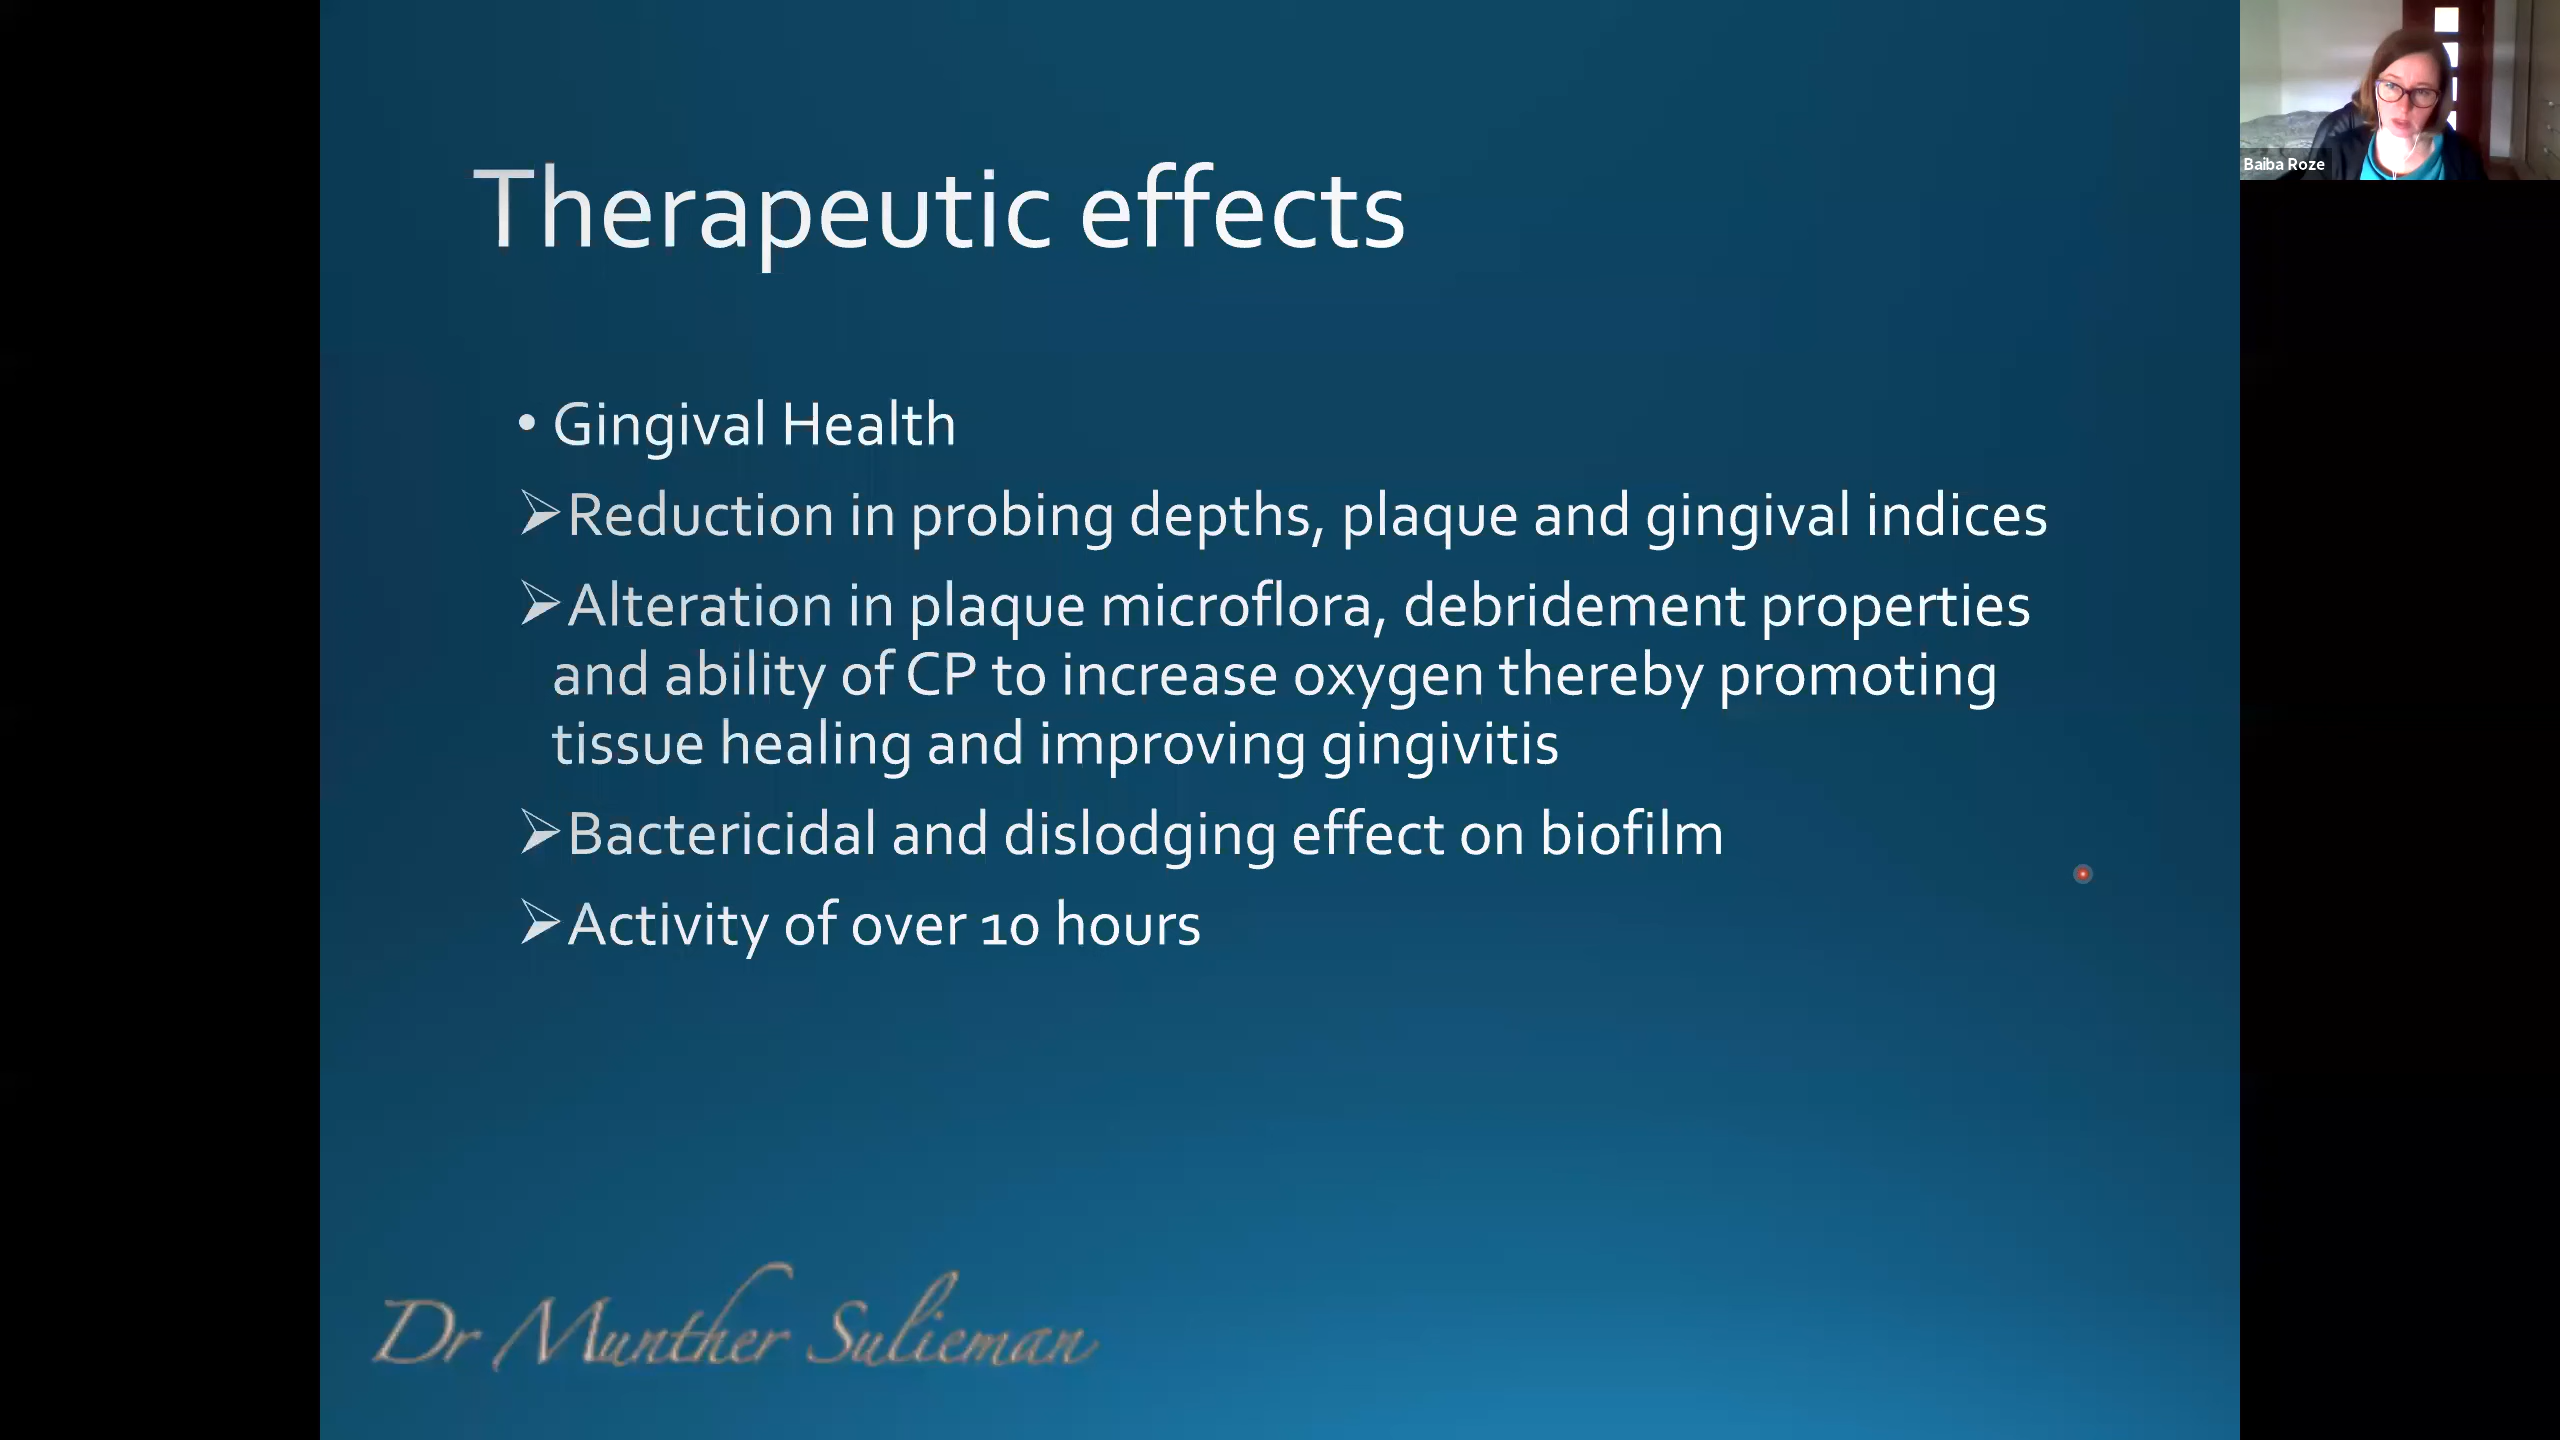 Therapeutic effects
• Gingival Health
➢Reduction in probing depths, plaque and gingival indices
➢Alteration in plaque microflora, debridement properties
and ability of CP to increase oxygen thereby promoting
tissue healing and improving gingivitis
➢Bactericidal and dislodging effect on biofilm
➢Activity of over 10 hours
Dr Munther Sulieman
Baiba Roze